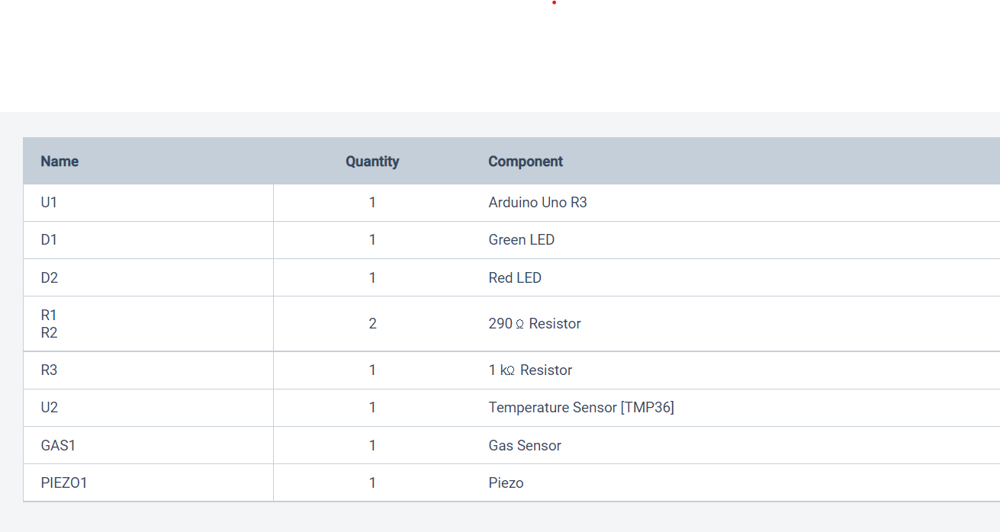 Name Quantity Component
U1 1 Arduino Uno R3
D1 1 Green LED
D2 1 Red LED
R1
R2 2 290 Ω Resistor
R3 1 1 kΩ Resistor
U2 1 Temperature Sensor [TMP36]
GAS1 1 Gas Sensor
PIEZO1 1 Piezo